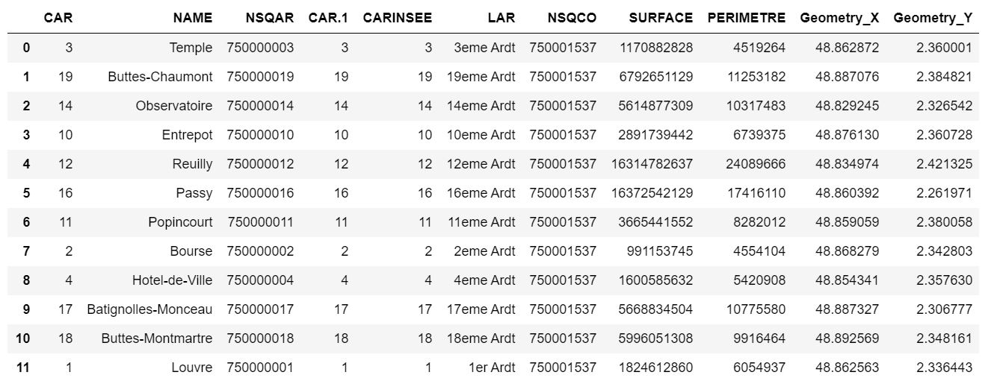 CAR NAME NSQAR CAR.1 CARINSEE LAR NSQCO SURFACE PERIMETRE Geometry_X Geometry_Y
0 3 Temple 750000003 3 3 3eme Ardt 750001537 1170882828 4519264 48.862872 2.360001
1 19 Buttes-Chaumont 750000019 19 19 19eme Ardt 750001537 6792651129 11253182 48.887076 2.384821
2 14 Observatoire 750000014 14 14 14eme Ardt 750001537 5614877309 10317483 48.829245 2.326542
3 10 Entrepot 750000010 10 10 10eme Ardt 750001537 2891739442 6739375 48.876130 2.360728
4 12 Reuilly 750000012 12 12 12eme Ardt 750001537 16314782637 24089666 48.834974 2.421325
5 16 Passy 750000016 16 16 16eme Ardt 750001537 16372542129 17416110 48.860392 2.261971
6 11 Popincourt 750000011 11 11 11eme Ardt 750001537 3665441552 8282012 48.859059 2.380058
7 2 Bourse 750000002 2 2 2eme Ardt 750001537 991153745 4554104 48.868279 2.342803
8 4 Hotel-de-Ville 750000004 4 4 4eme Ardt 750001537 1600585632 5420908 48.854341 2.357630
9 17 Batignolles-Monceau 750000017 17 17 17eme Ardt 750001537 5668834504 10775580 48.887327 2.306777
10 18 Buttes-Montmartre 750000018 18 18 18eme Ardt 750001537 5996051308 9916464 48.892569 2.348161
11 1 Louvre 750000001 1 1 1er Ardt 750001537 1824612860 6054937 48.862563 2.336443